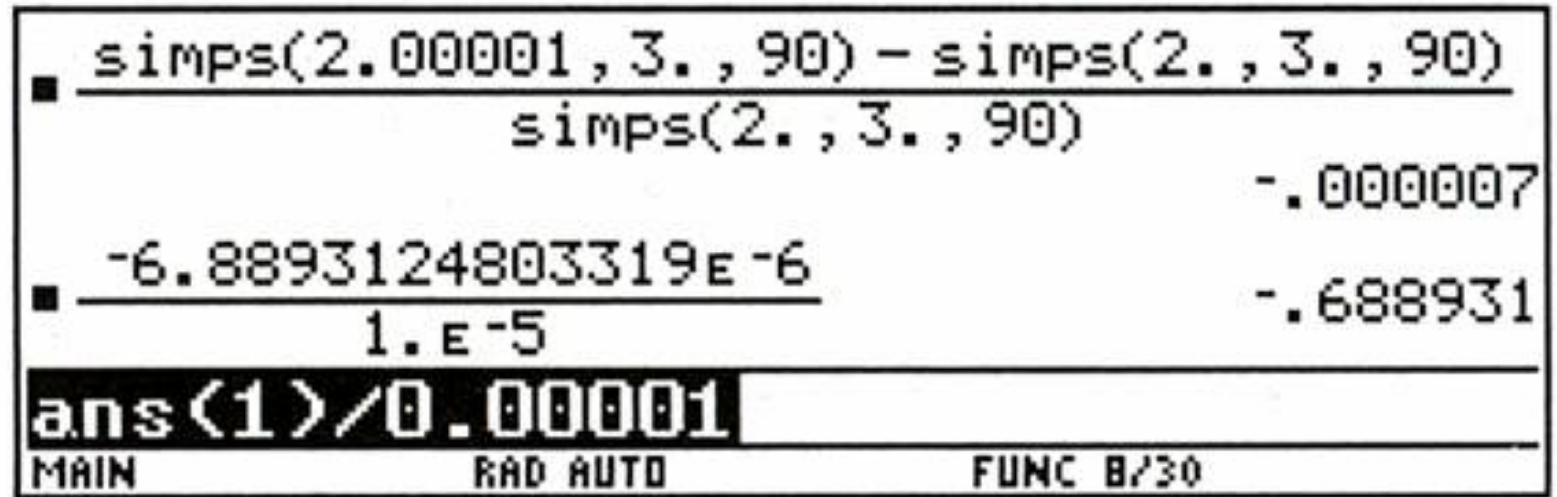 simps(2.00001,3.,90)-simps(2.,3.,90)
simps(2.,3.,90)
-.000007
-6.8893124803319E-6
1.E-5
-.688931
ans(1)/0.00001
MAIN RAD AUTO FUNC 8/30